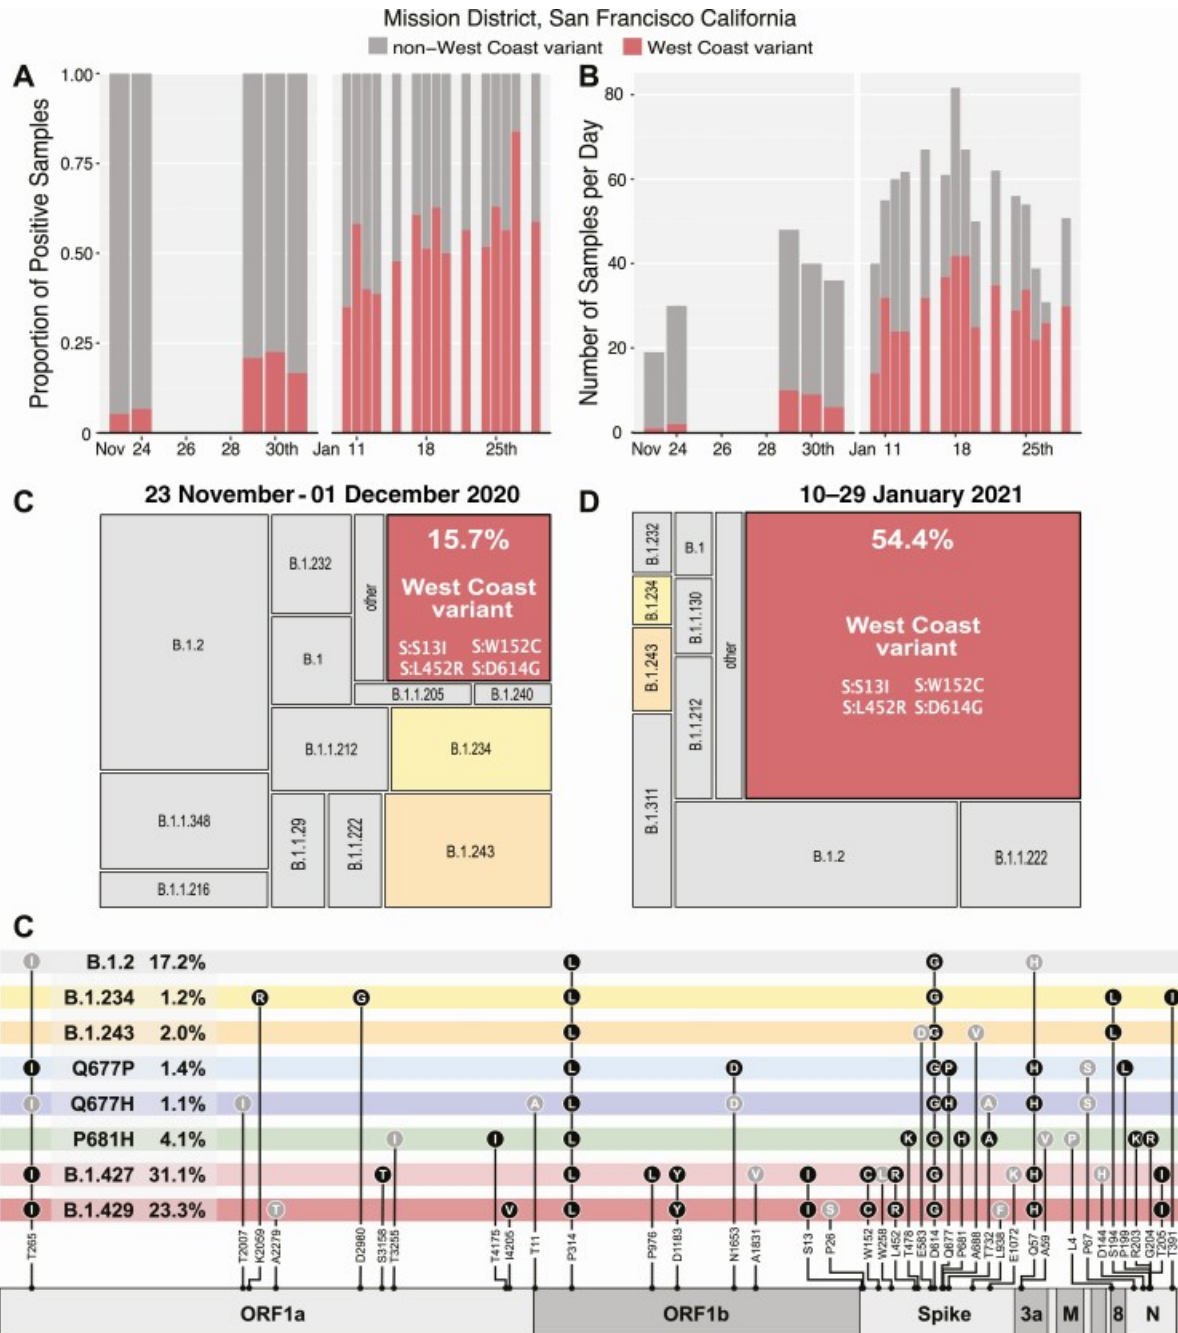 Mission District, San Francisco California
non–West Coast variant West Coast variant
A
Proportion of Positive Samples
1.00
0.75
0.50
0.25
0
Nov 24 26 28 30th Jan 11 18 25th
B
Number of Samples per Day
80
60
40
20
0
Nov 24 26 28 30th Jan 11 18 25th
C
23 November - 01 December 2020
B.1.2
B.1.232
other
15.7%
West Coast
variant
S:S13I S:W152C
S:L452R S:D614G
B.1
B.1.1.205
B.1.240
B.1.1.212
B.1.234
B.1.1.348
B.1.1.29
B.1.1.222
B.1.243
B.1.1.216
D
10–29 January 2021
B.1.232
B.1
other
54.4%
West Coast
variant
S:S13I S:W152C
S:L452R S:D614G
B.1.234
B.1.1.130
B.1.243
B.1.1.212
B.1.311
B.1.2
B.1.1.222
C
I B.1.2 17.2% L G H
B.1.234 1.2% R G L G L I
B.1.243 2.0% L D G V L
I Q677P 1.4% L D G P H S L
I Q677H 1.1% I A L D G H A H S
P681H 4.1% I I L K G H A V P K R
I B.1.427 31.1% T L L Y V I C L R G K H H I
I B.1.429 23.3% T V L Y I S C R G F H I
T265 T2007 K2059 A2279 D2980 S3158 T3255 T4175 I4205 T11 P314 P976 D1183 N1653 A1831 S13 P26 W152 W258 L452 T478 E583 D614 Q677 P681 A688 T732 L938 E1072 Q57 A59 L4 P67 D144 S194 P199 R203 G204 T205 T391
ORF1a ORF1b Spike 3a M 8 N